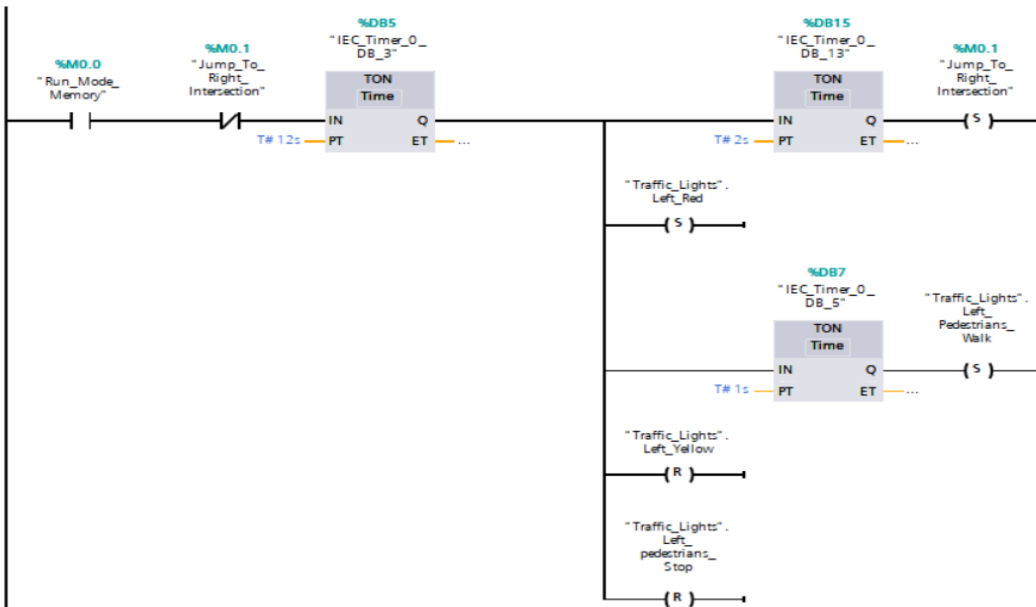 %M0.0
"Run_Mode_
Memory"
%M0.1
"Jump_To_
Right_
Intersection"
%DB5
"IEC_Timer_0_
DB_3"
TON
Time
IN Q
T# 12s PT ET ...
%DB15
"IEC_Timer_0_
DB_13"
TON
Time
IN Q
T# 2s PT ET ...
%M0.1
"Jump_To_
Right_
Intersection"
S
"Traffic_Lights".
Left_Red
S
%DB7
"IEC_Timer_0_
DB_5"
TON
Time
IN Q
T# 1s PT ET ...
"Traffic_Lights".
Left_
Pedestrians_
Walk
S
"Traffic_Lights".
Left_Yellow
R
"Traffic_Lights".
Left_
pedestrians_
Stop
R